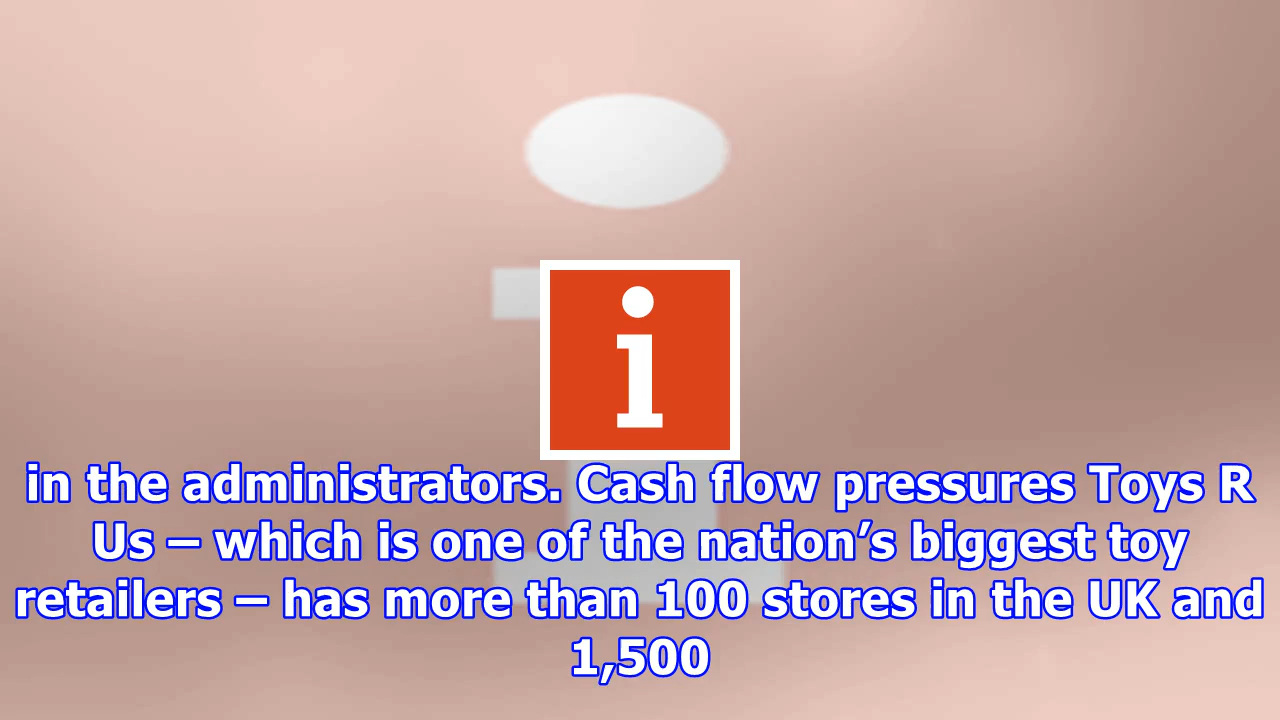 i
in the administrators. Cash flow pressures Toys R
Us – which is one of the nation’s biggest toy
retailers – has more than 100 stores in the UK and
1,500